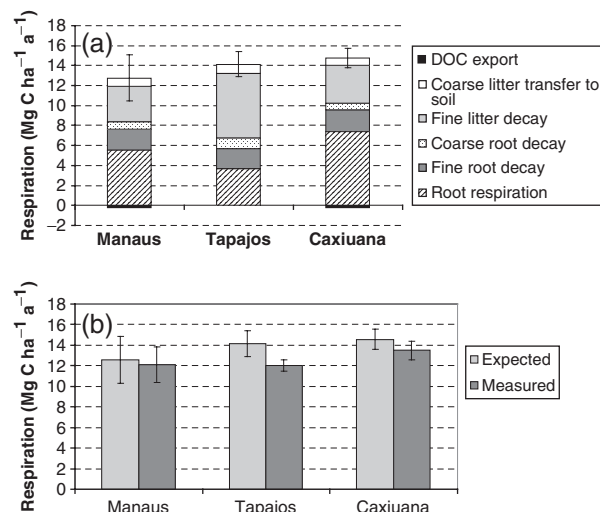 18
16
14
12
10
8
6
4
2
0
−2
(a)
Respiration (Mg C ha−1 a−1)
Manaus Tapajos Caxiuana
DOC export
Coarse litter transfer to
soil
Fine litter decay
Coarse root decay
Fine root decay
Root respiration
18
16
14
12
10
8
6
4
2
0
(b)
Respiration (Mg C ha−1 a−1)
Manaus Tapajos Caxiuana
Expected
Measured